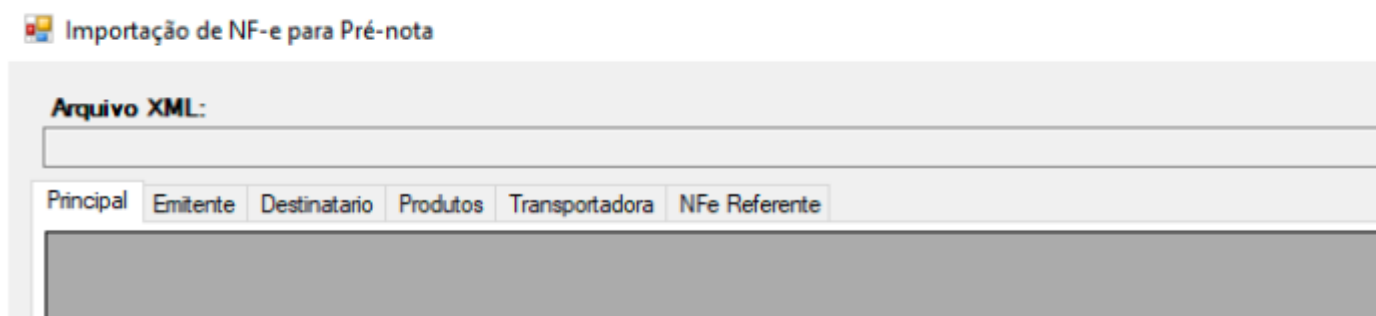 Importação de NF-e para Pré-nota
Arquivo XML:
Principal Emitente Destinatario Produtos Transportadora NFe Referente